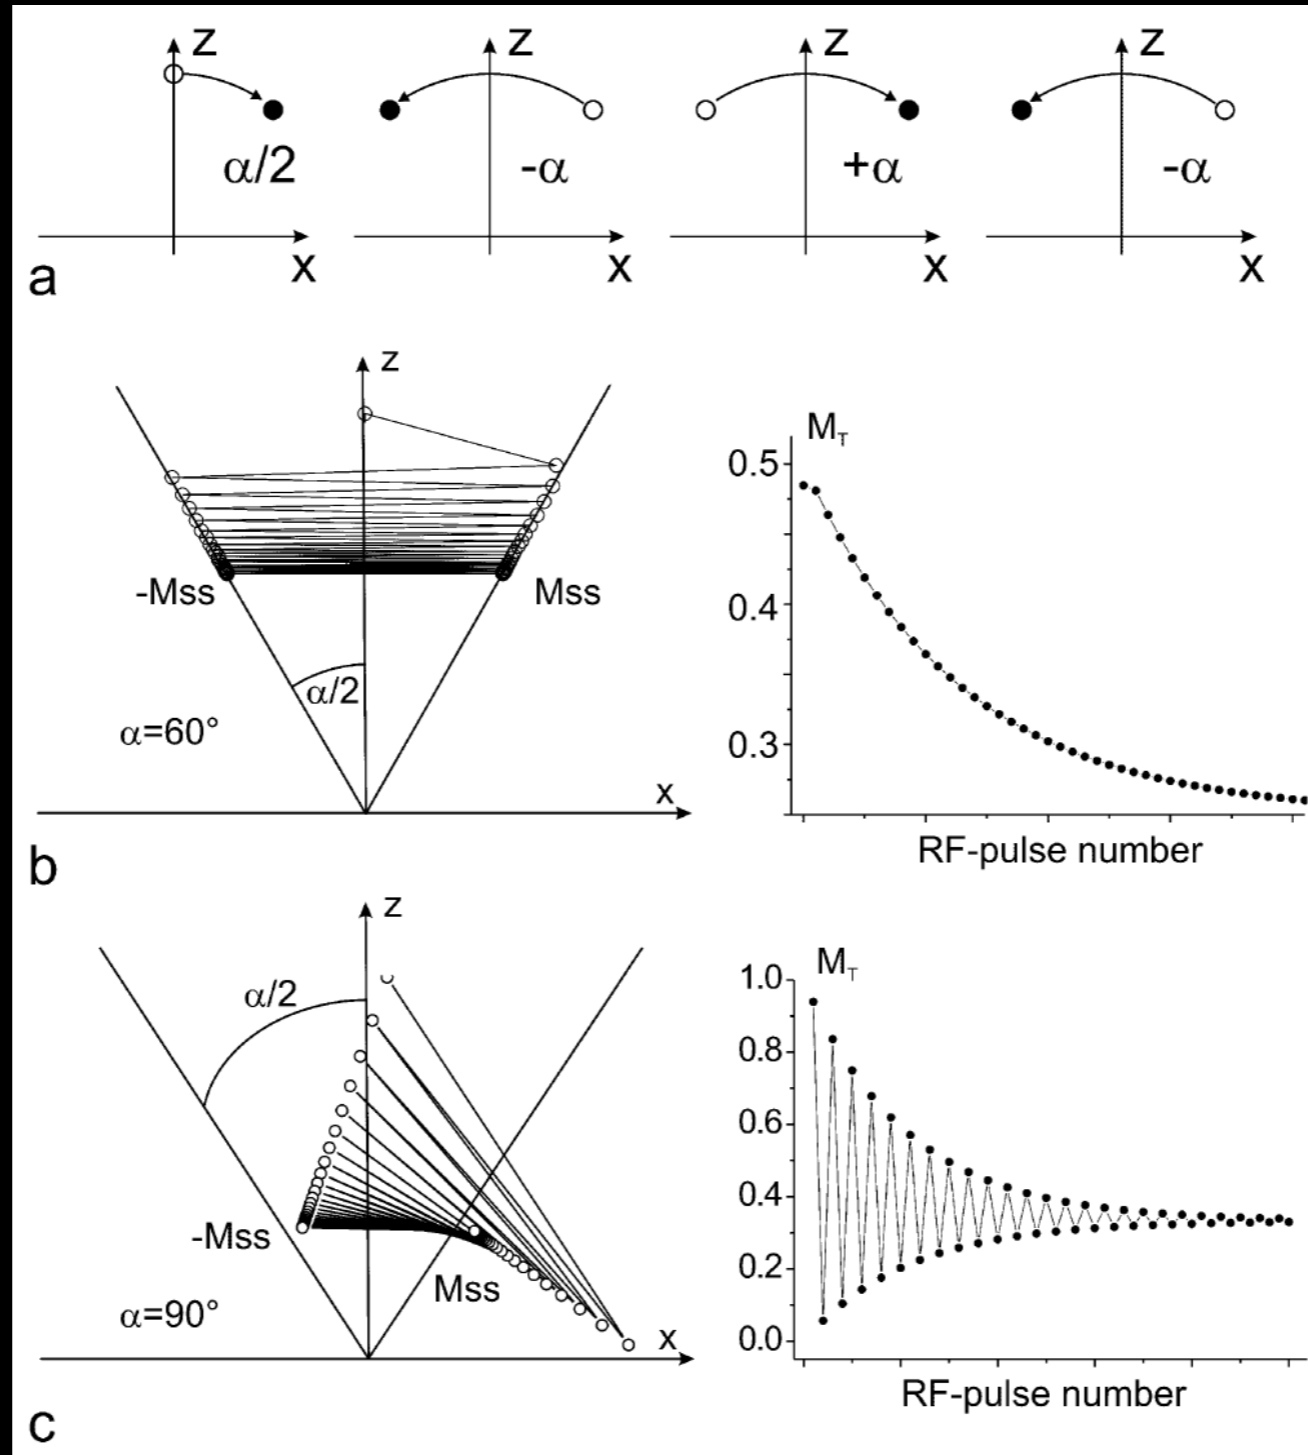 z z z z
α/2 -α +α -α
x x x x
a
z
-Mss Mss
α/2
α=60°
x
M_T
0.5
0.4
0.3
RF-pulse number
b
z
α/2
-Mss
Mss
α=90°
x
M_T
1.0
0.8
0.6
0.4
0.2
0.0
RF-pulse number
c